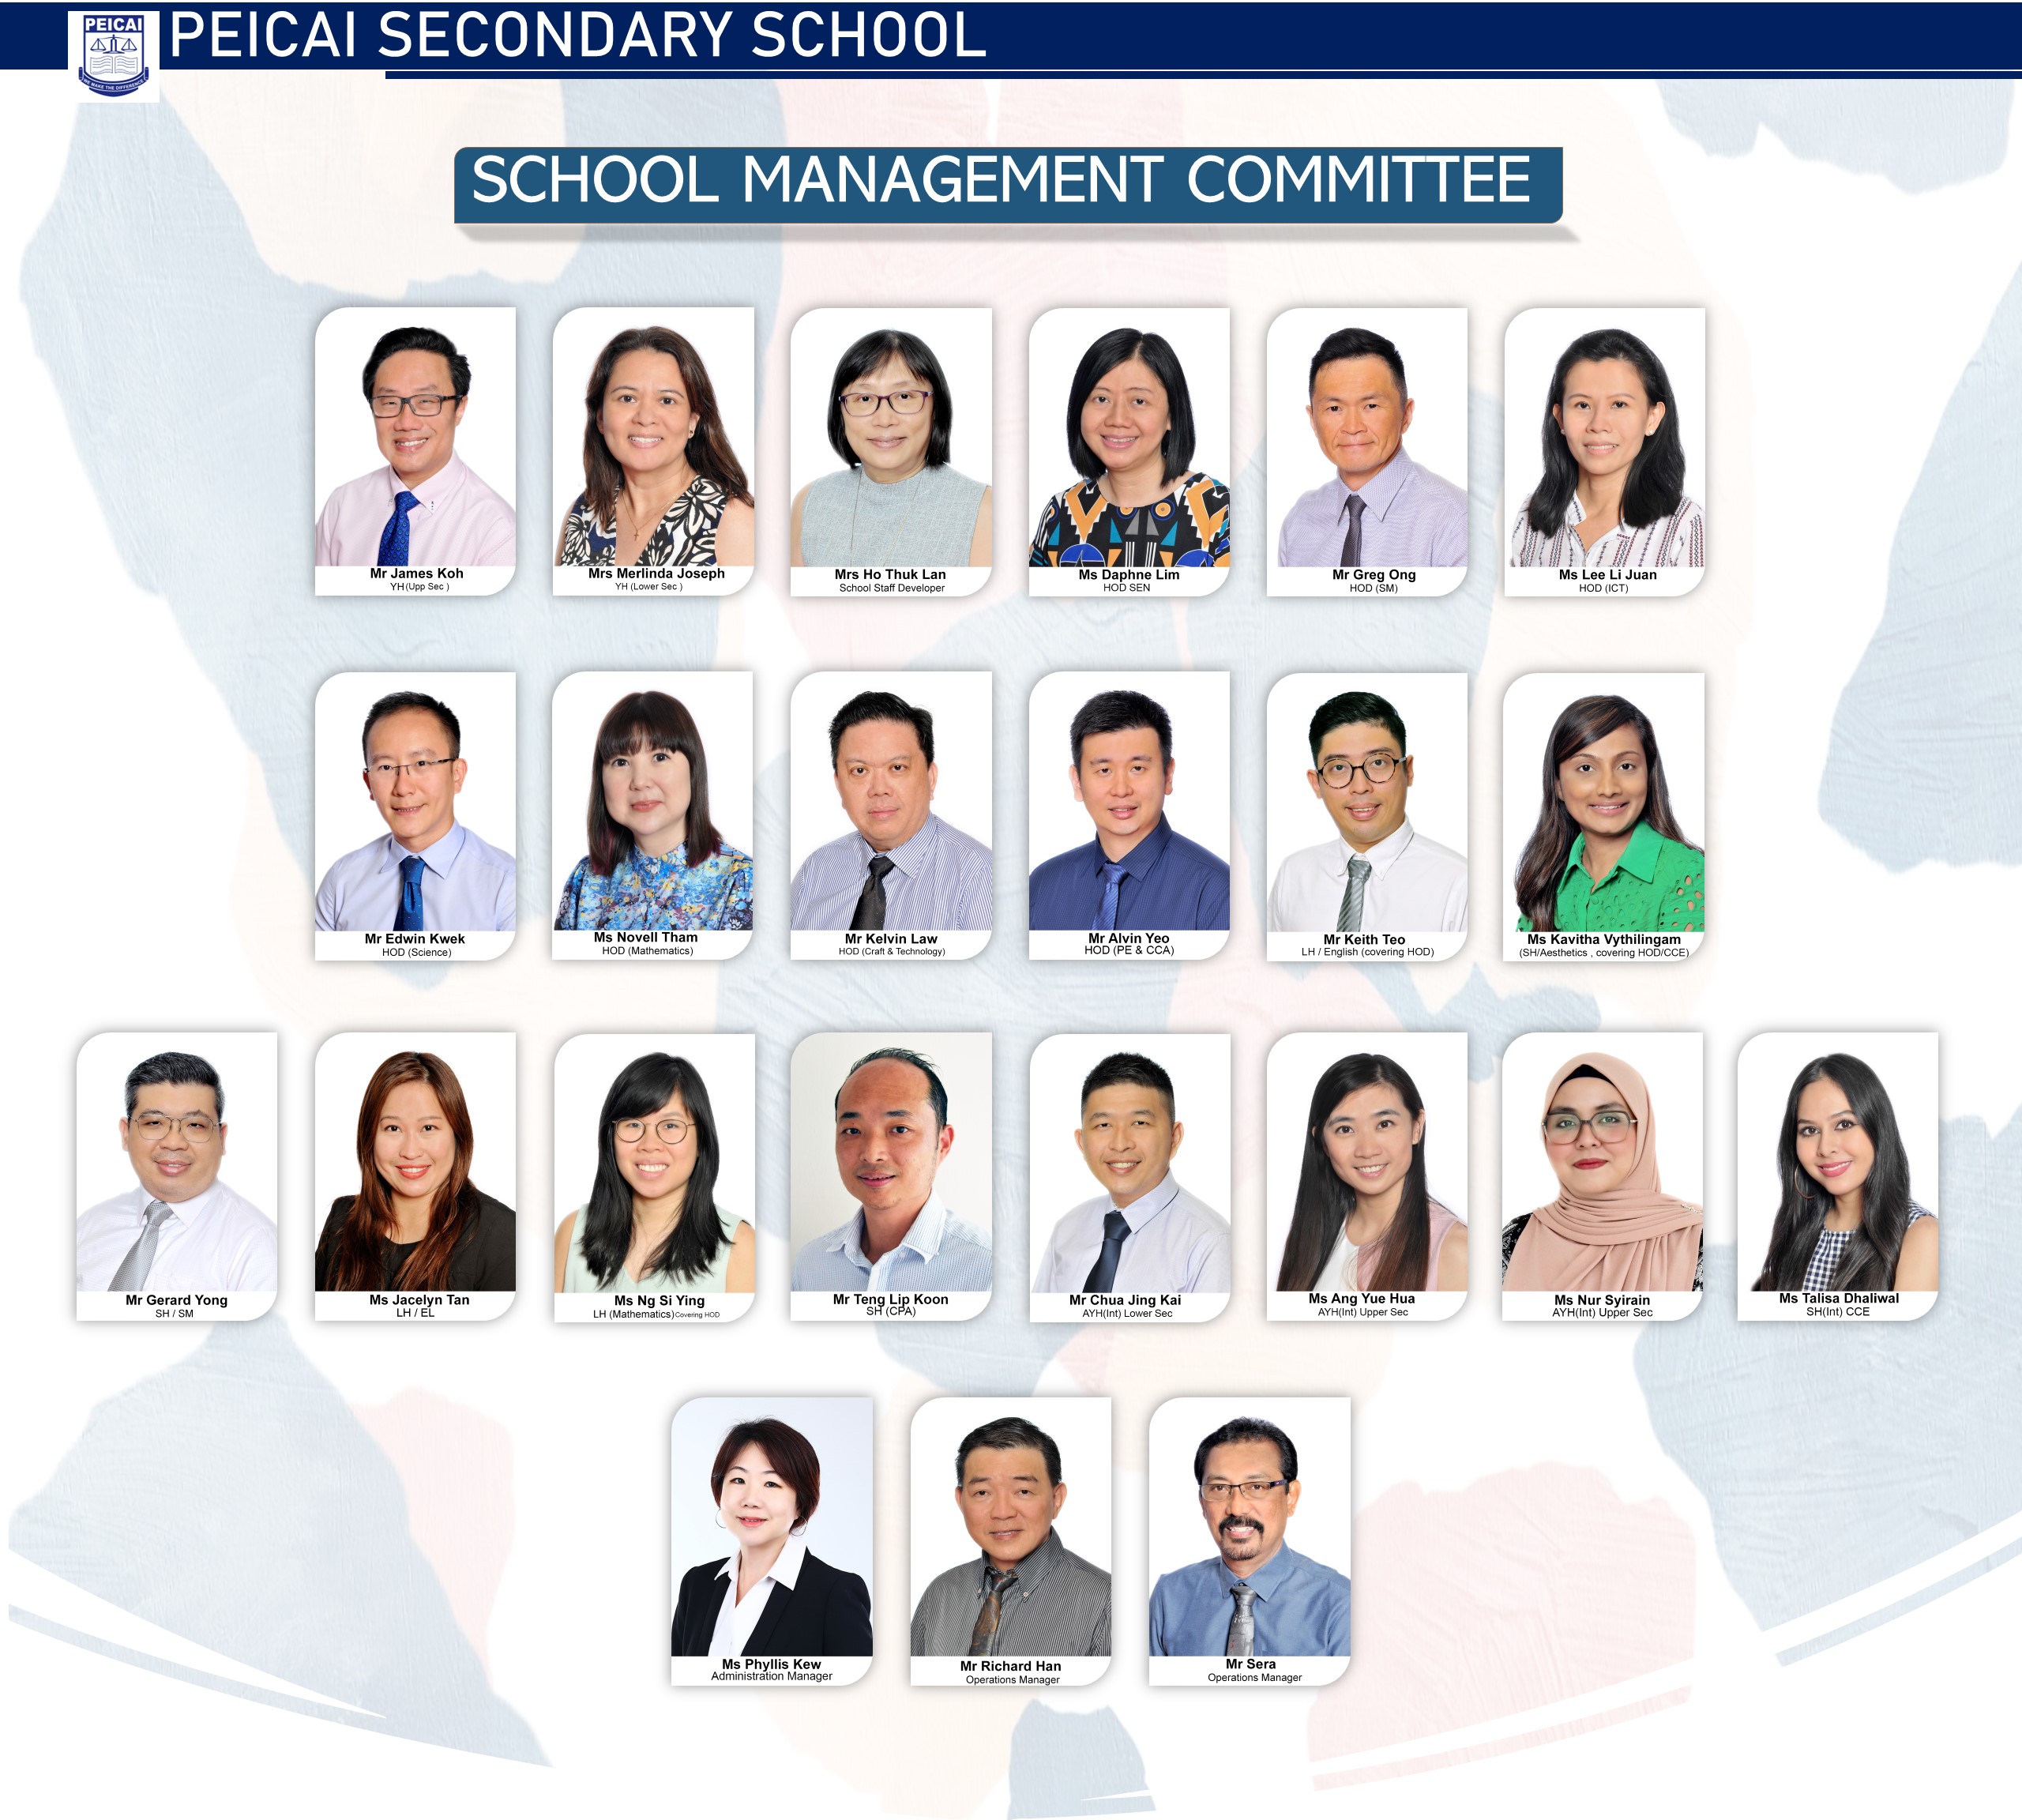 PEICAI
WE MAKE THE DIFFERENCE
PEICAI SECONDARY SCHOOL
SCHOOL MANAGEMENT COMMITTEE
Mr James Koh
YH (Upp Sec )
Mrs Merlinda Joseph
YH (Lower Sec )
Mrs Ho Thuk Lan
School Staff Developer
Ms Daphne Lim
HOD SEN
Mr Greg Ong
HOD (SM)
Ms Lee Li Juan
HOD (ICT)
Mr Edwin Kwek
HOD (Science)
Ms Novell Tham
HOD (Mathematics)
Mr Kelvin Law
HOD (Craft & Technology)
Mr Alvin Yeo
HOD (PE & CCA)
Mr Keith Teo
LH / English (covering HOD)
Ms Kavitha Vythilingam
(SH/Aesthetics , covering HOD/CCE)
Mr Gerard Yong
SH / SM
Ms Jacelyn Tan
LH / EL
Ms Ng Si Ying
LH (Mathematics) Covering HOD
Mr Teng Lip Koon
SH (CPA)
Mr Chua Jing Kai
AYH(Int) Lower Sec
Ms Ang Yue Hua
AYH(Int) Upper Sec
Ms Nur Syirain
AYH(Int) Upper Sec
Ms Talisa Dhaliwal
SH(Int) CCE
Ms Phyllis Kew
Administration Manager
Mr Richard Han
Operations Manager
Mr Sera
Operations Manager